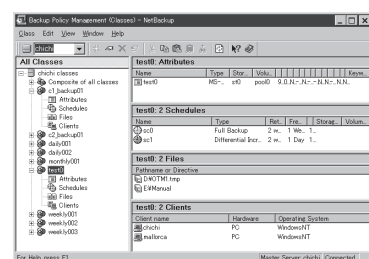 Backup Policy Management (Classes) - NetBackup
Class Edit View Window Help
chichi
All Classes
chichi classes
Composite of all classes
c1_backup01
Attributes
Schedules
Files
Clients
c2_backup01
daily001
daily002
monthly001
test0
Attributes
Schedules
Files
Clients
weekly001
weekly002
weekly003
test0: Attributes
Name Type Stor... Volu... Keyw...
test0 MS-... st0 pool0
test0: 2 Schedules
Name Type Ret... Fre... Storag... Volum...
sc0 Full Backup 2 w... 1 We... 1...
sc1 Differential Incr... 2 w... 1 Day 1...
test0: 2 Files
Pathname or Directive
D:¥OTM1.tmp
E:¥Manual
test0: 2 Clients
Client name Hardware Operating System
chichi PC WindowsNT
mallorca PC WindowsNT
For Help, press F1 Master Server: chichi Connected